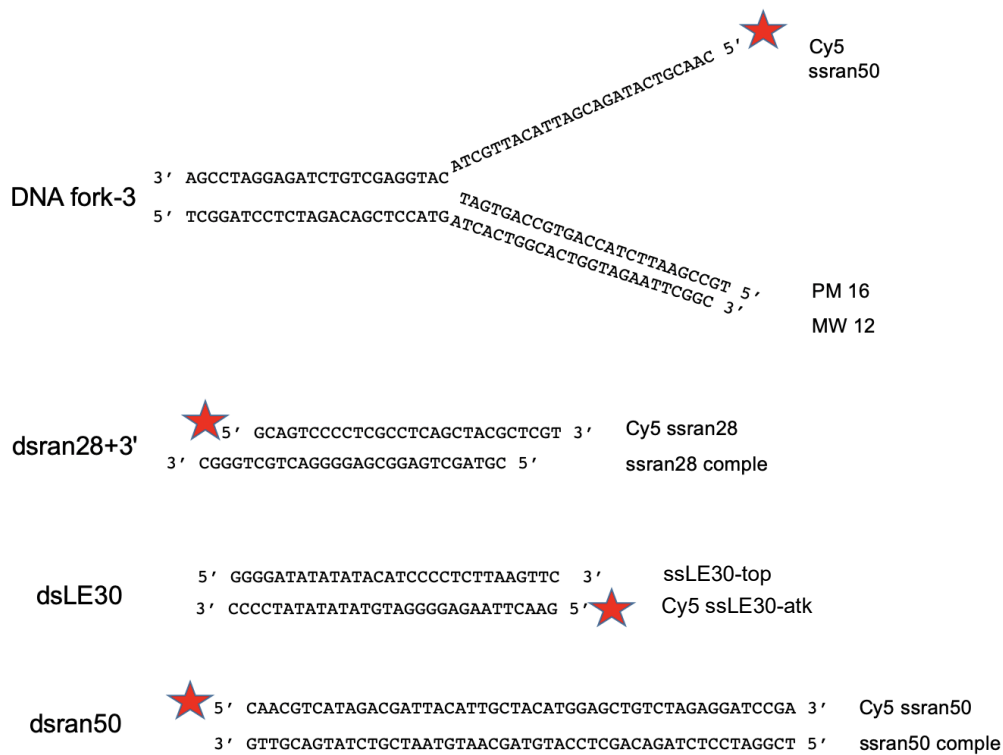 5’
Cy5
ssran50
ATCGTTACATTAGCAGATACTGCAAC
DNA fork-3
3’ AGCCTAGGAGATCTGTCGAGGTAC
5’ TCGGATCCTCTAGACAGCTCCATG
TAGTGACCGTGACCATCTTAAGCCGT 5’
ATCACTGGCACTGGTAGAATTCGGC 3’
PM 16
MW 12
dsran28+3'
5’ GCAGTCCCCTCGCCTCAGCTACGCTCGT 3’ Cy5 ssran28
3’ CGGGTCGTCAGGGGAGCGGAGTCGATGC 5’ ssran28 comple
dsLE30
5’ GGGGATATATATACATCCCCTCTTAAGTTC 3’ ssLE30-top
3’ CCCCTATATATATGTAGGGGAGAATTCAAG 5’ Cy5 ssLE30-atk
dsran50
5’ CAACGTCATAGACGATTACATTGCTACATGGAGCTGTCTAGAGGATCCGA 3’ Cy5 ssran50
3’ GTTGCAGTATCTGCTAATGTAACGATGTACCTCGACAGATCTCCTAGGCT 5’ ssran50 comple